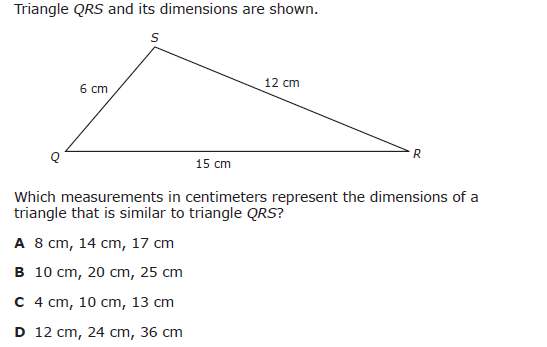 Triangle QRS and its dimensions are shown.
S
6 cm
12 cm
Q
R
15 cm
Which measurements in centimeters represent the dimensions of a
triangle that is similar to triangle QRS?
A 8 cm, 14 cm, 17 cm
B 10 cm, 20 cm, 25 cm
C 4 cm, 10 cm, 13 cm
D 12 cm, 24 cm, 36 cm